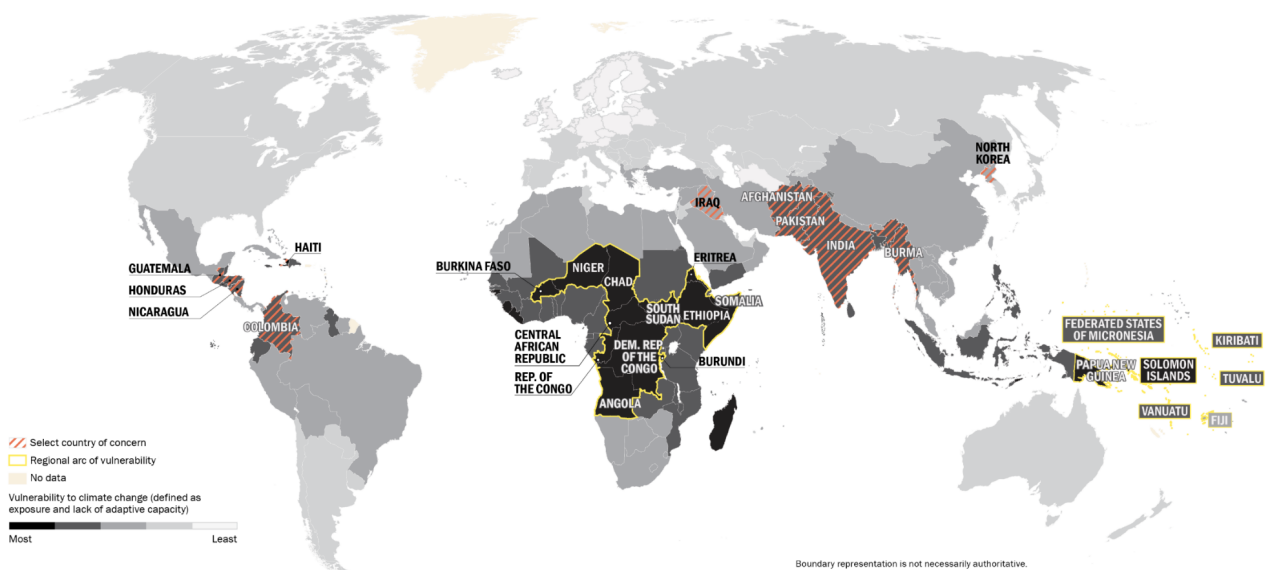 NORTH
KOREA
IRAQ
AFGHANISTAN
PAKISTAN
INDIA
BURMA
HAITI
GUATEMALA
HONDURAS
NICARAGUA
COLOMBIA
BURKINA FASO
NIGER
CHAD
ERITREA
SOMALIA
SOUTH
SUDAN
ETHIOPIA
CENTRAL
AFRICAN
REPUBLIC
DEM. REP.
OF THE
CONGO
BURUNDI
REP. OF
THE CONGO
ANGOLA
FEDERATED STATES
OF MICRONESIA
KIRIBATI
PAPUA NEW
GUINEA
SOLOMON
ISLANDS
TUVALU
VANUATU
FIJI
Select country of concern
Regional arc of vulnerability
No data
Vulnerability to climate change (defined as
exposure and lack of adaptive capacity)
Most Least
Boundary representation is not necessarily authoritative.